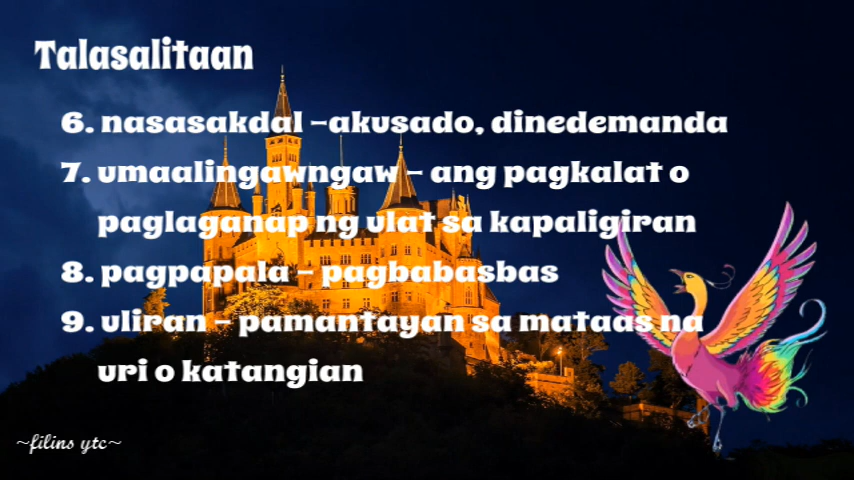 Talasalitaan
6. nasasakdal –akusado, dinedemanda
7. umaalingawngaw – ang pagkalat o
paglaganap ng ulat sa kapaligiran
8. pagpapala – pagbabasbas
9. uliran – pamantayan sa mataas na
uri o katangian
~filins ytc~